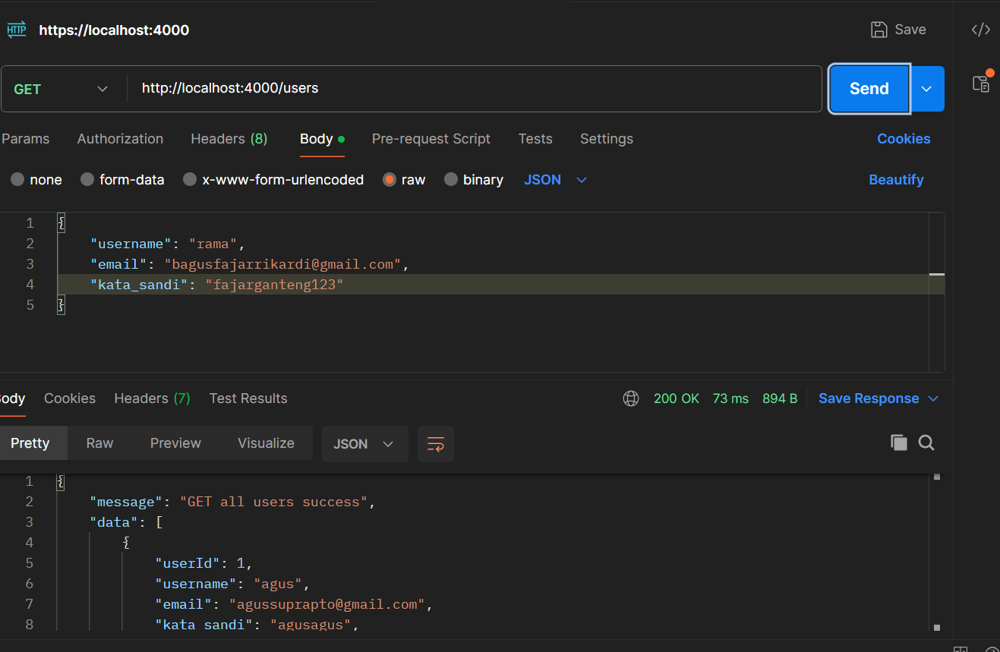 HTTP https://localhost:4000 Save
GET http://localhost:4000/users Send
Params Authorization Headers (8) Body Pre-request Script Tests Settings Cookies
none form-data x-www-form-urlencoded raw binary JSON Beautify
1 {
2 "username": "rama",
3 "email": "bagusfajarrikardi@gmail.com",
4 "kata_sandi": "fajarganteng123"
5 }
ody Cookies Headers (7) Test Results 200 OK 73 ms 894 B Save Response
Pretty Raw Preview Visualize JSON
1 {
2 "message": "GET all users success",
3 "data": [
4 {
5 "userId": 1,
6 "username": "agus",
7 "email": "agussuprapto@gmail.com",
8 "kata_sandi": "agusagus",